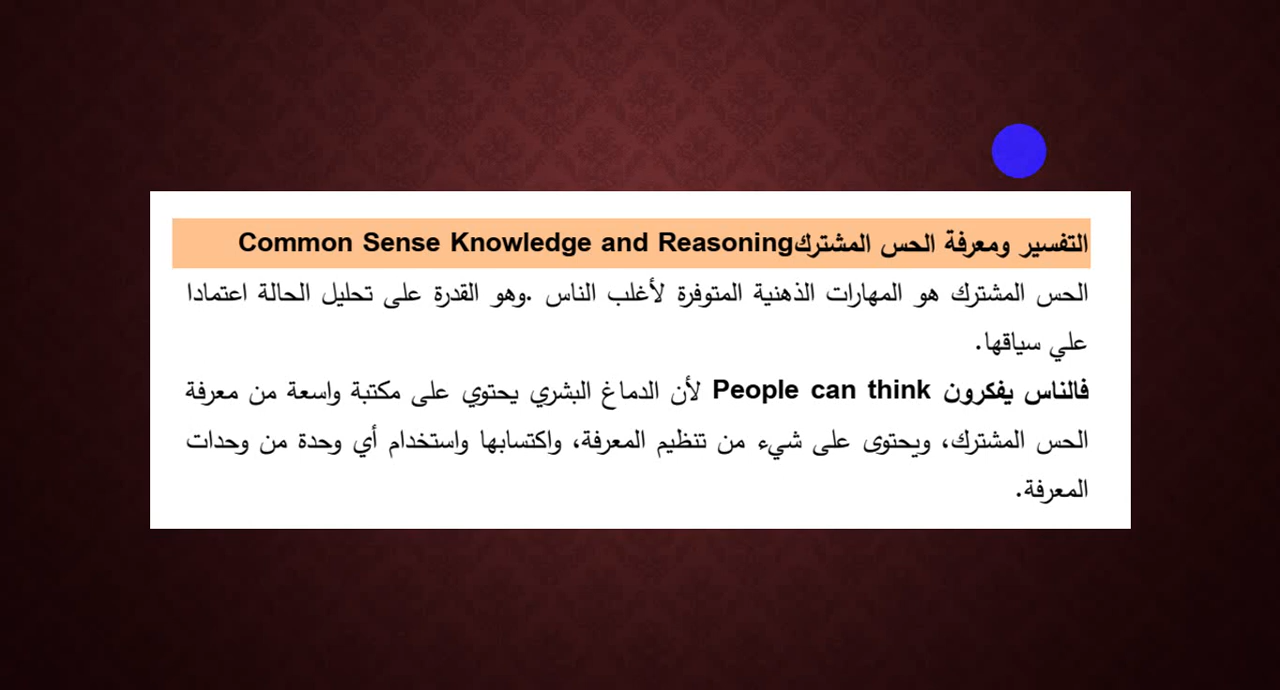 التفسير ومعرفة الحس المشتركCommon Sense Knowledge and Reasoning
الحس المشترك هو المهارات الذهنية المتوفرة لأغلب الناس .وهو القدرة على تحليل الحالة اعتمادا
علي سياقها.
فالناس يفكرون People can think لأن الدماغ البشري يحتوي على مكتبة واسعة من معرفة
الحس المشترك، ويحتوى على شيء من تنظيم المعرفة، واكتسابها واستخدام أي وحدة من وحدات
المعرفة.